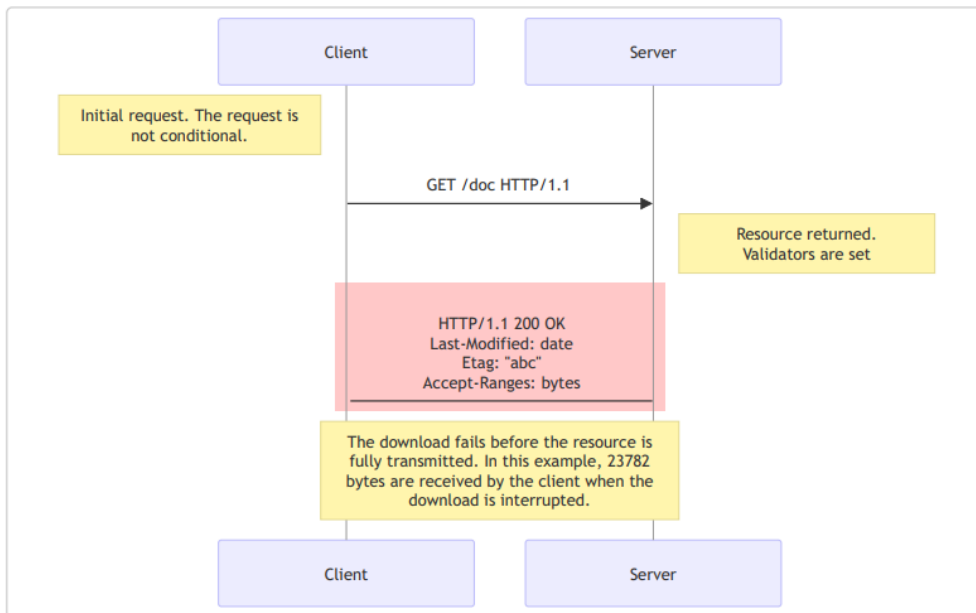 Client
Server
Initial request. The request is
not conditional.
GET /doc HTTP/1.1
Resource returned.
Validators are set
HTTP/1.1 200 OK
Last-Modified: date
Etag: "abc"
Accept-Ranges: bytes
The download fails before the resource is
fully transmitted. In this example, 23782
bytes are received by the client when the
download is interrupted.
Client
Server